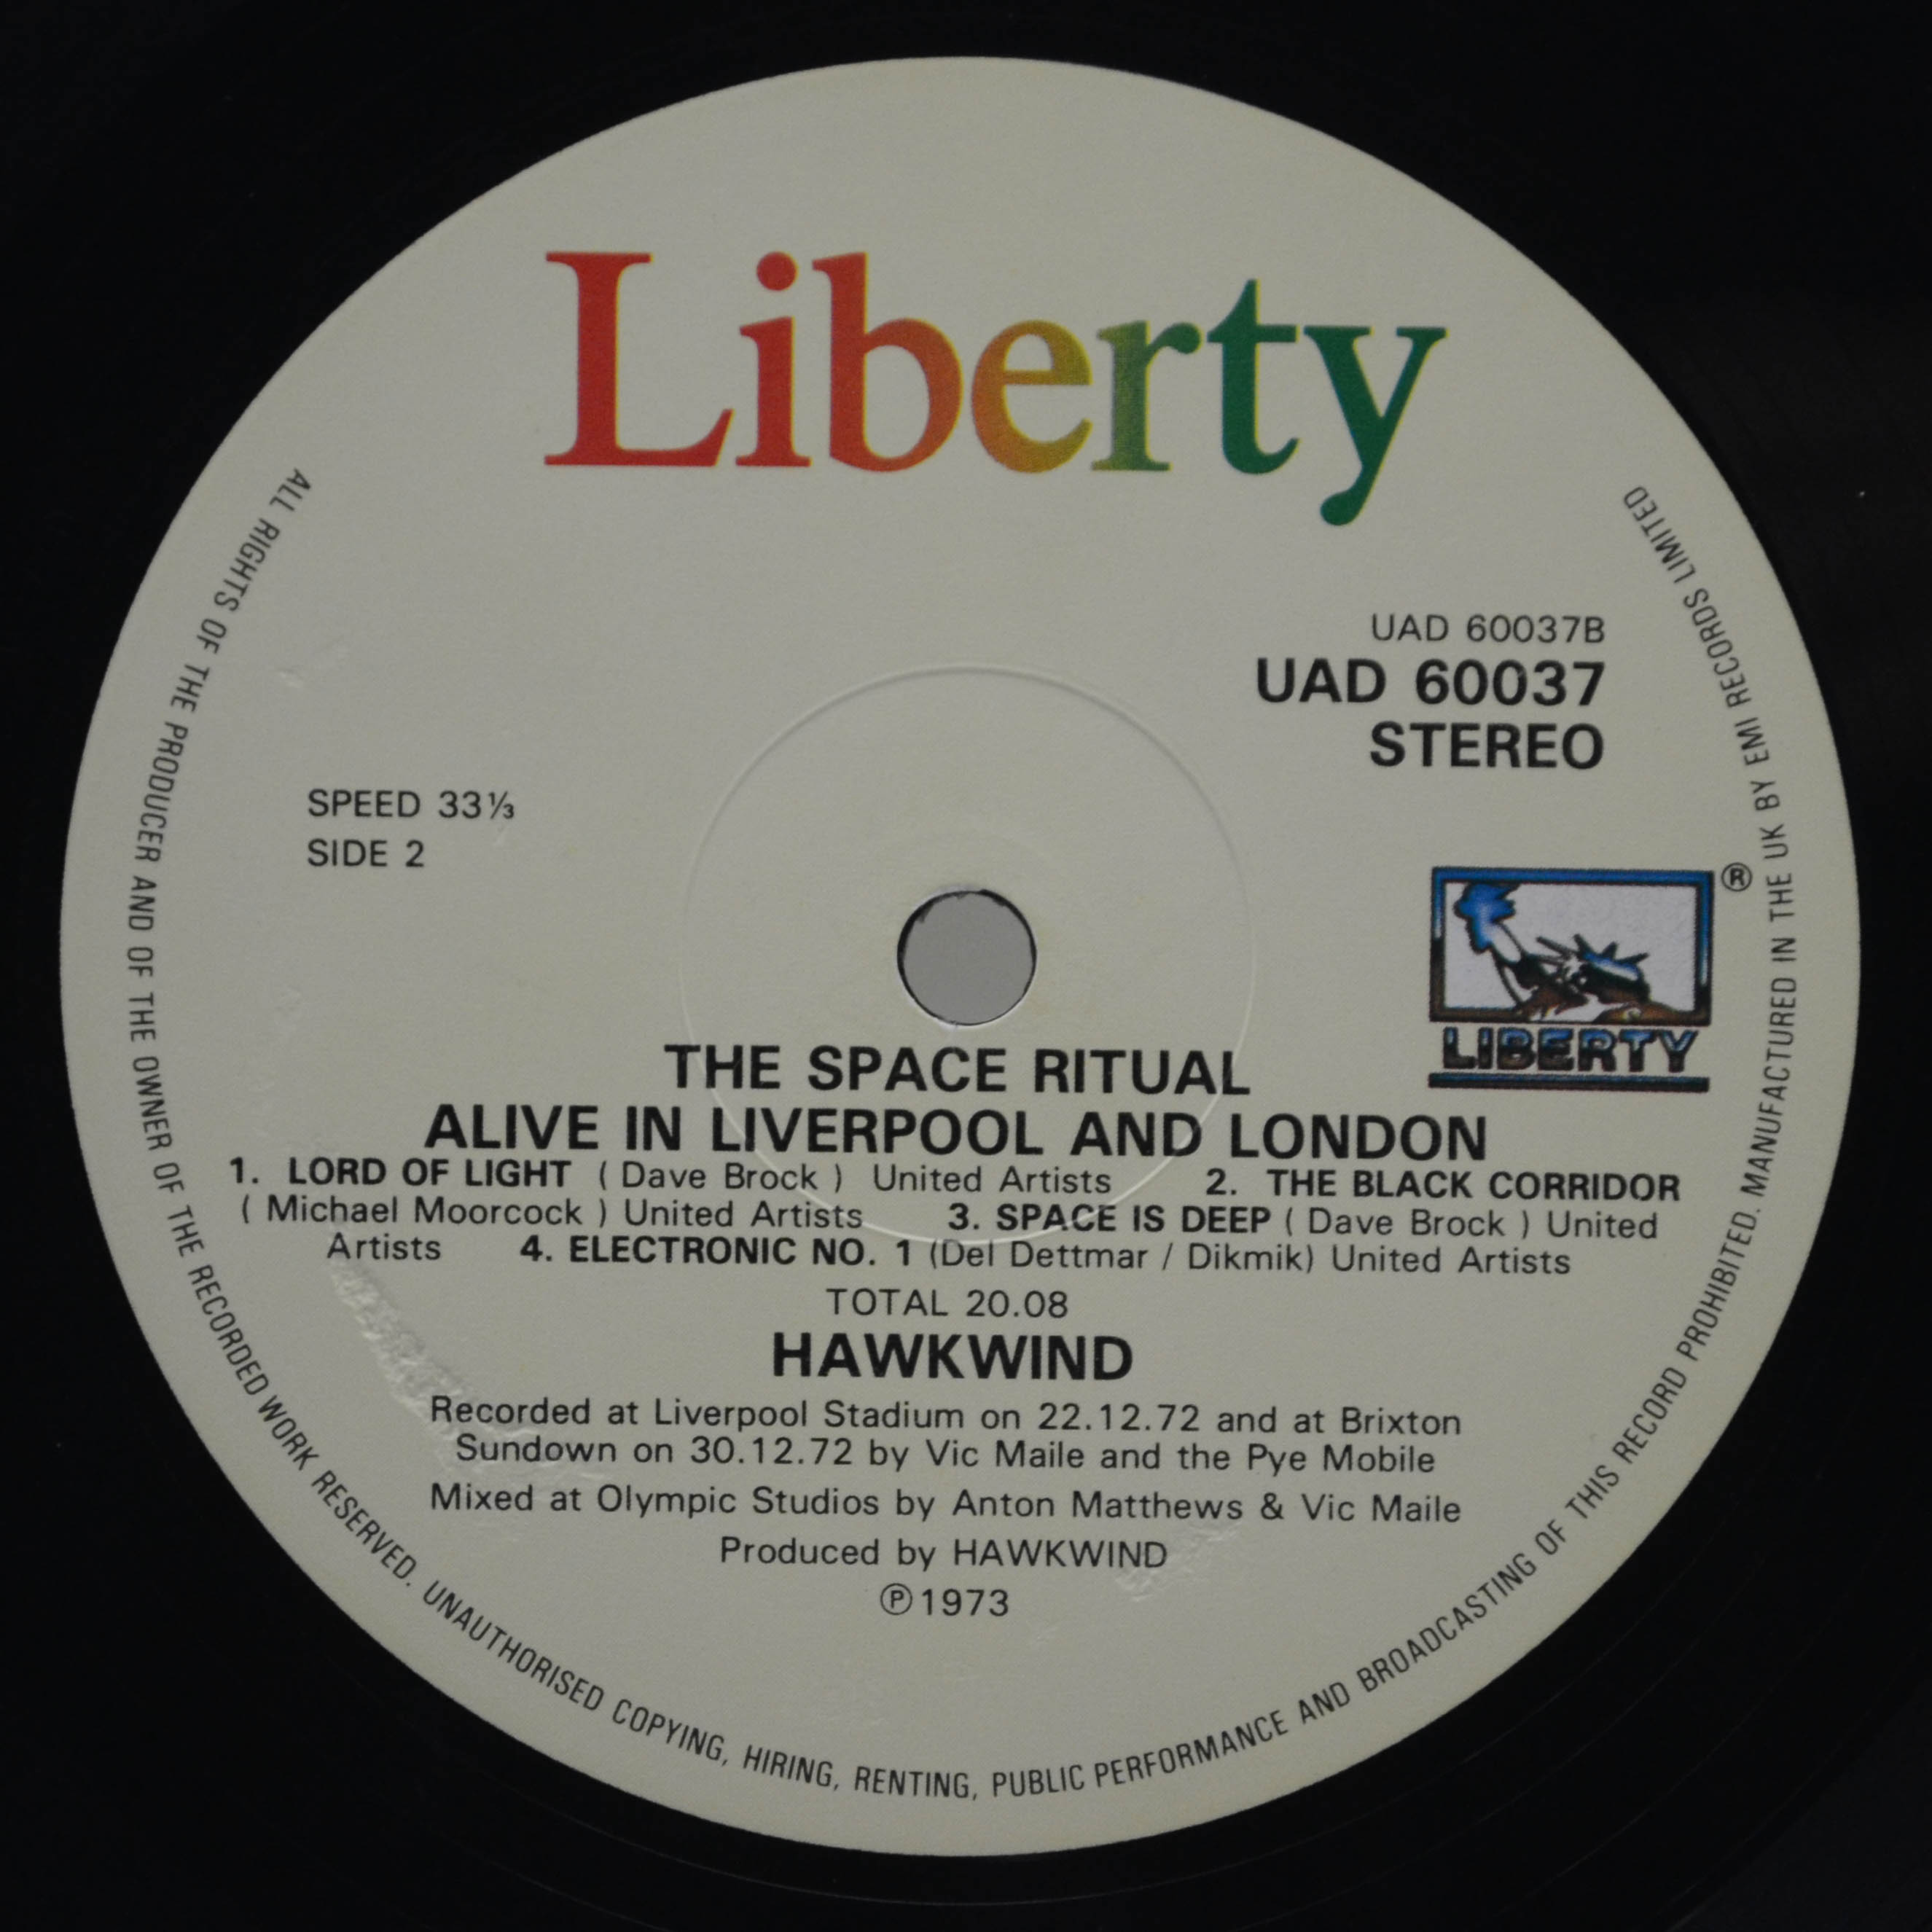 Liberty
UAD 60037B
UAD 60037
STEREO
SPEED 33⅓
SIDE 2
®
LIBERTY
THE SPACE RITUAL
ALIVE IN LIVERPOOL AND LONDON
1. LORD OF LIGHT ( Dave Brock ) United Artists 2. THE BLACK CORRIDOR
( Michael Moorcock ) United Artists 3. SPACE IS DEEP ( Dave Brock ) United
Artists 4. ELECTRONIC NO. 1 (Del Dettmar / Dikmik) United Artists
TOTAL 20.08
HAWKWIND
Recorded at Liverpool Stadium on 22.12.72 and at Brixton
Sundown on 30.12.72 by Vic Maile and the Pye Mobile
Mixed at Olympic Studios by Anton Matthews & Vic Maile
Produced by HAWKWIND
℗1973
ALL RIGHTS OF THE PRODUCER AND OF THE OWNER OF THE RECORDED WORK RESERVED. UNAUTHORISED COPYING, HIRING, RENTING, PUBLIC PERFORMANCE AND BROADCASTING OF THIS RECORD PROHIBITED. MANUFACTURED IN THE UK BY EMI RECORDS LIMITED